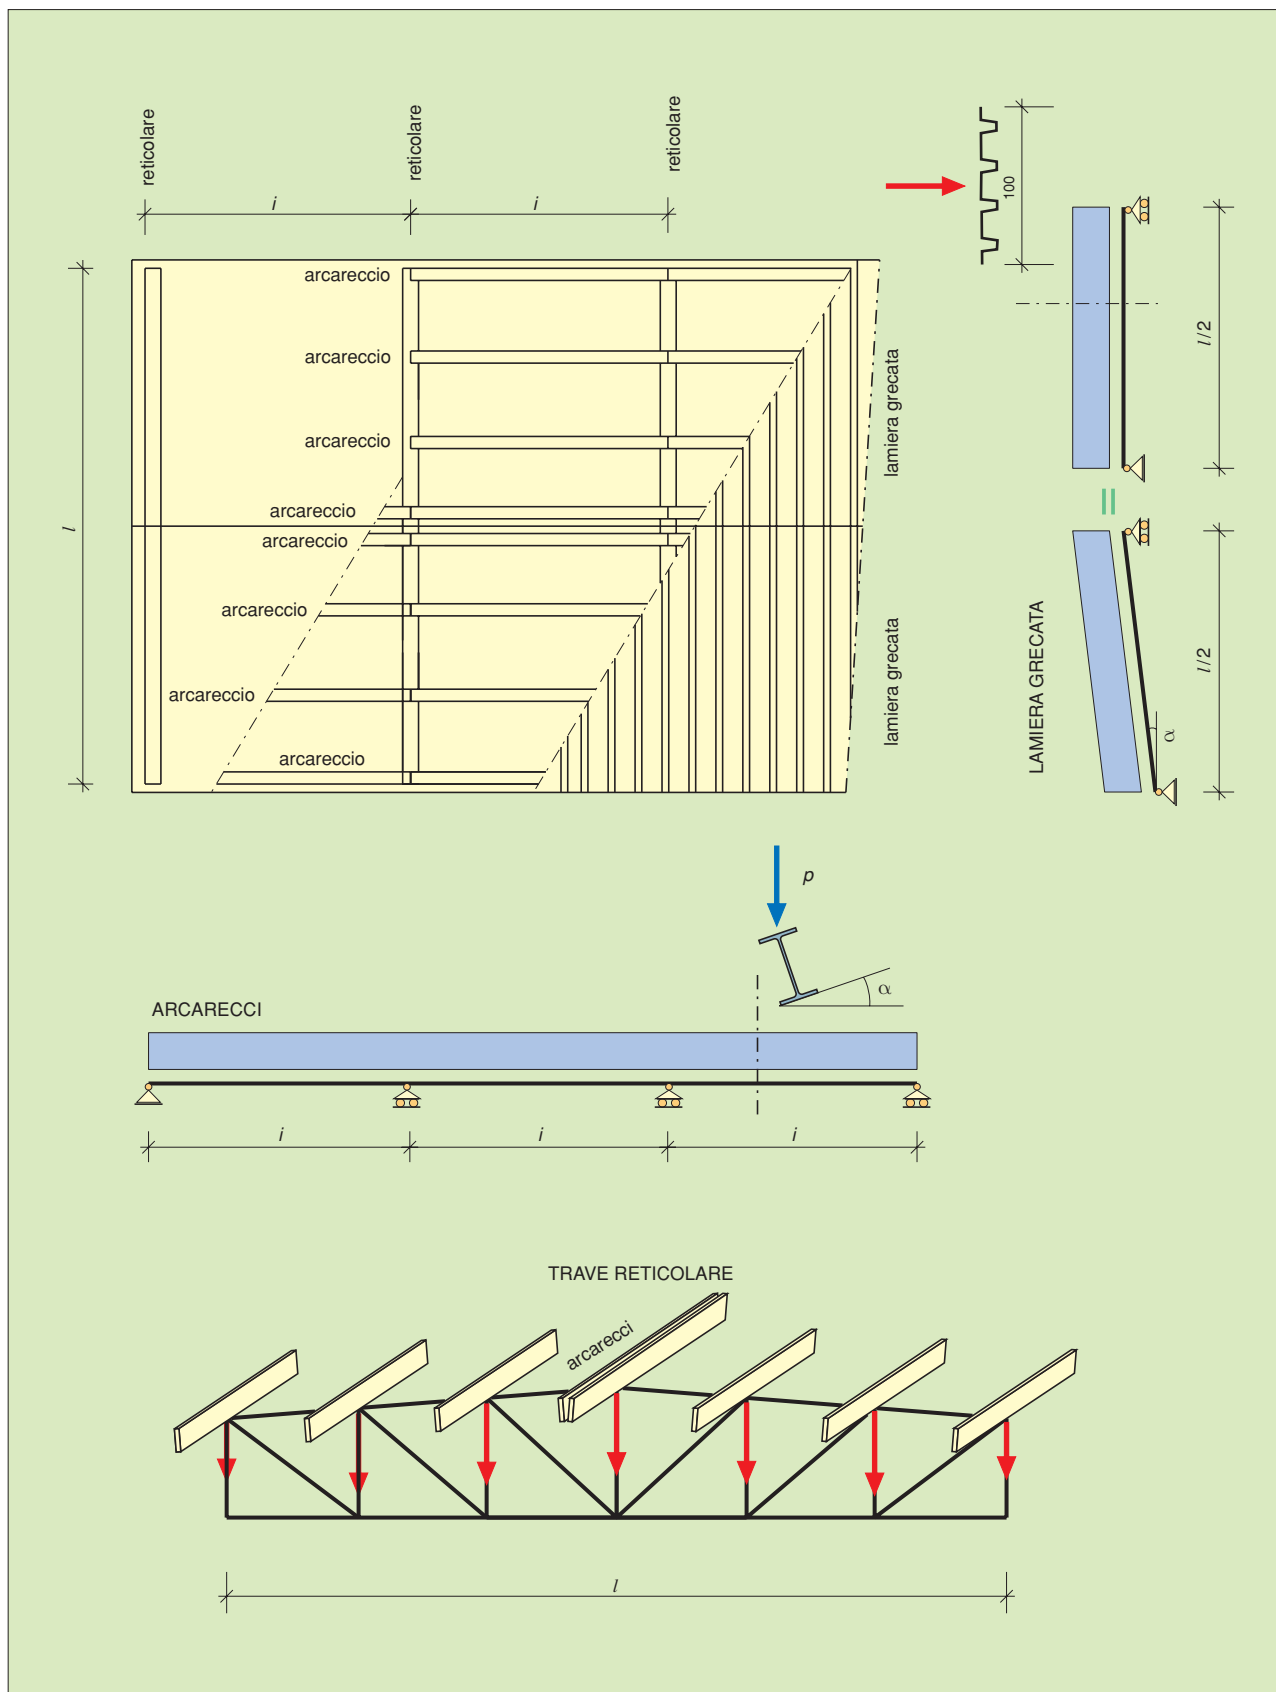 reticolare
reticolare
reticolare
i
i
100
arcareccio
arcareccio
arcareccio
arcareccio
arcareccio
arcareccio
arcareccio
arcareccio
l
lamiera grecata
lamiera grecata
l/2
l/2
LAMIERA GRECATA
α
p
α
ARCARECCI
i
i
i
TRAVE RETICOLARE
arcarecci
l